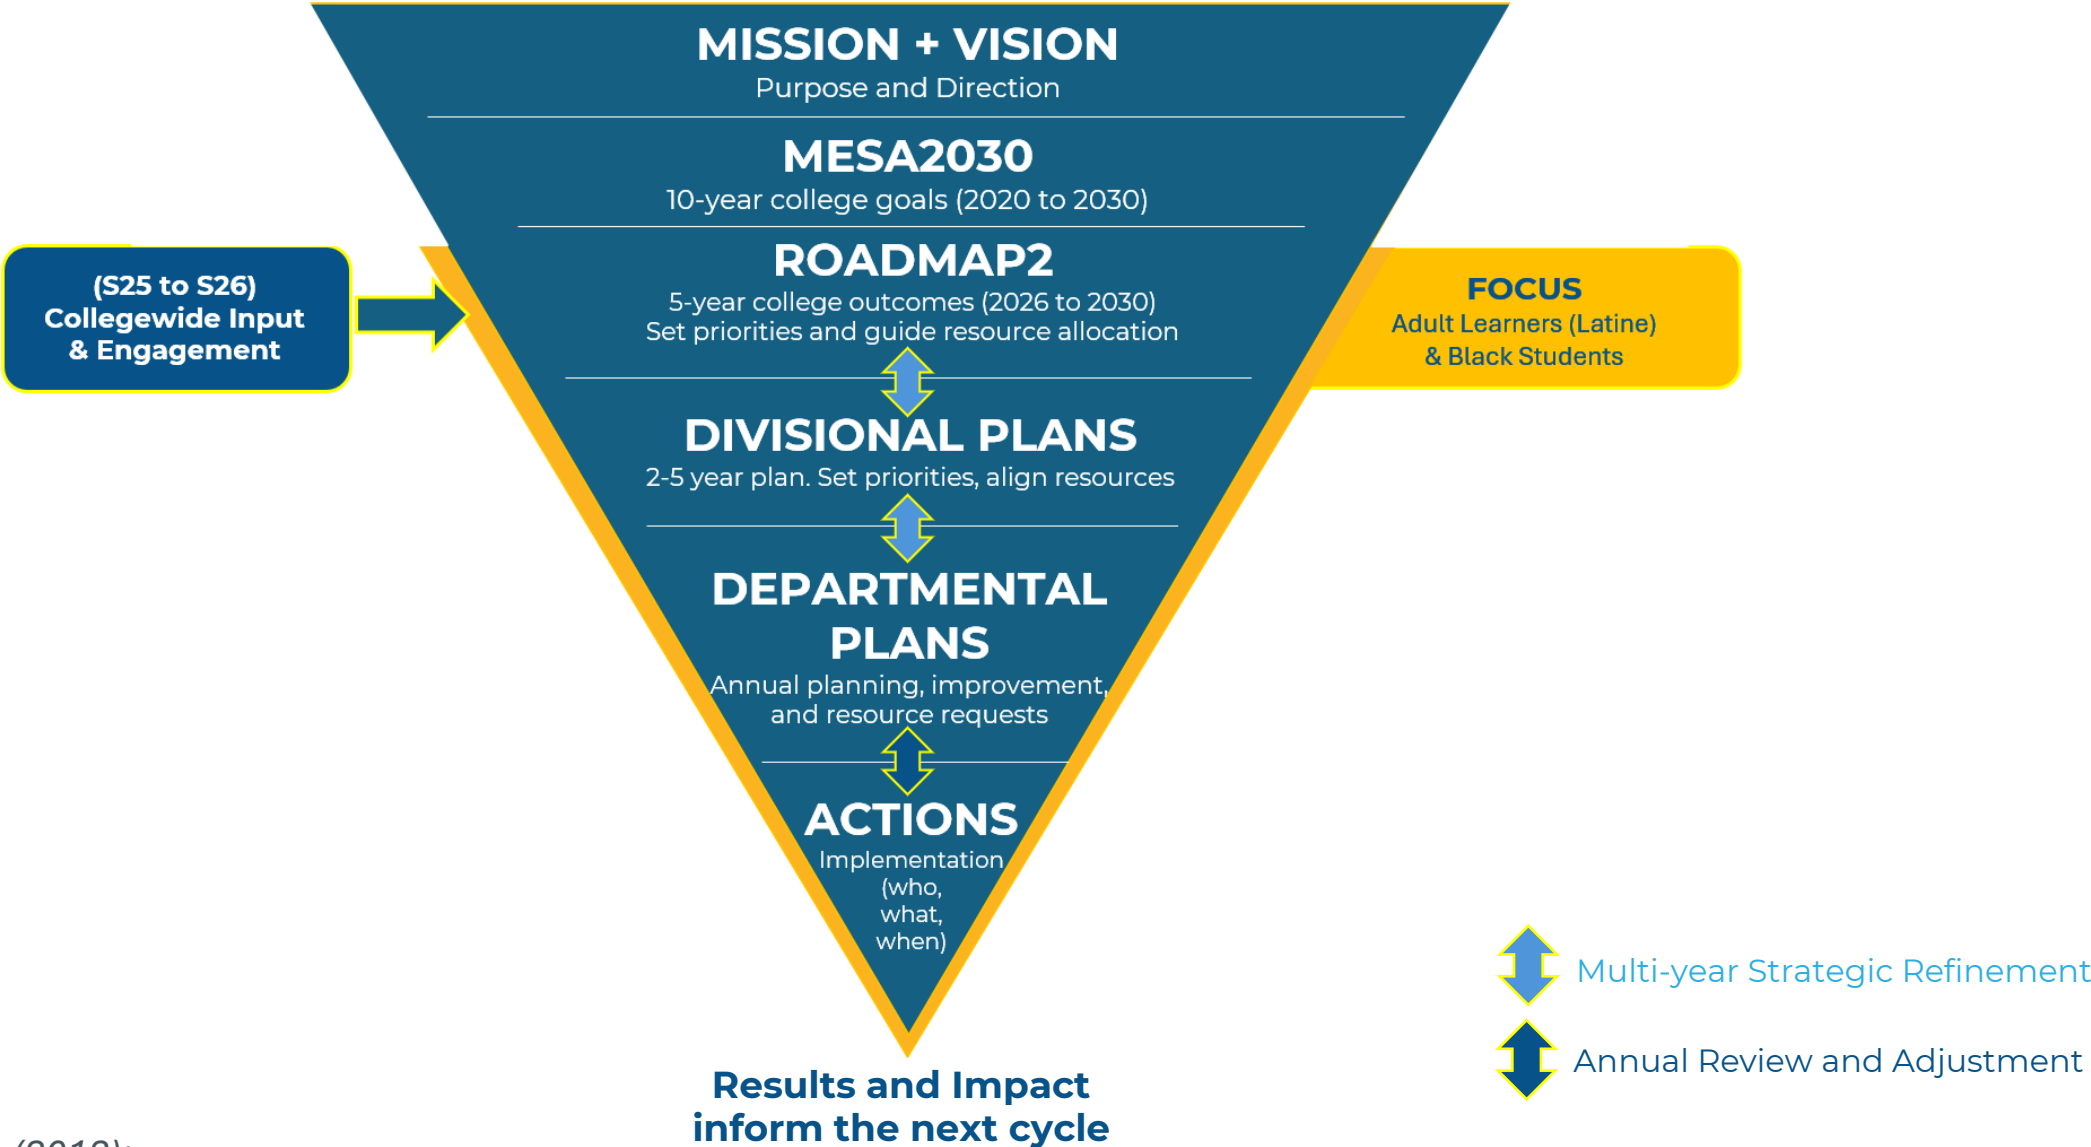 MISSION + VISION
Purpose and Direction
MESA2030
10-year college goals (2020 to 2030)
(S25 to S26)
Collegewide Input
& Engagement
ROADMAP2
5-year college outcomes (2026 to 2030)
Set priorities and guide resource allocation
FOCUS
Adult Learners (Latine)
& Black Students
DIVISIONAL PLANS
2-5 year plan. Set priorities, align resources
DEPARTMENTAL
PLANS
Annual planning, improvement,
and resource requests
ACTIONS
Implementation
(who,
what,
when)
Multi-year Strategic Refinement
Annual Review and Adjustment
Results and Impact
inform the next cycle